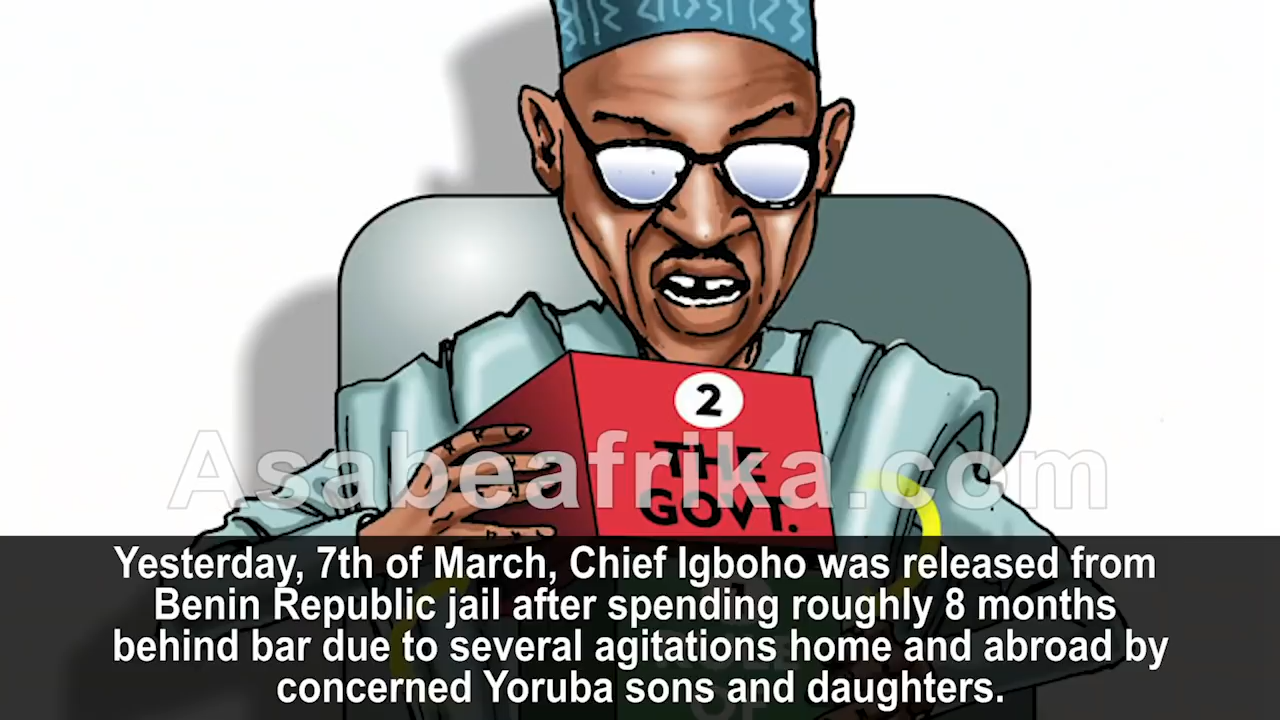 2
THE
GOVT.
Asabeafrika.com
Yesterday, 7th of March, Chief Igboho was released from
Benin Republic jail after spending roughly 8 months
behind bar due to several agitations home and abroad by
concerned Yoruba sons and daughters.